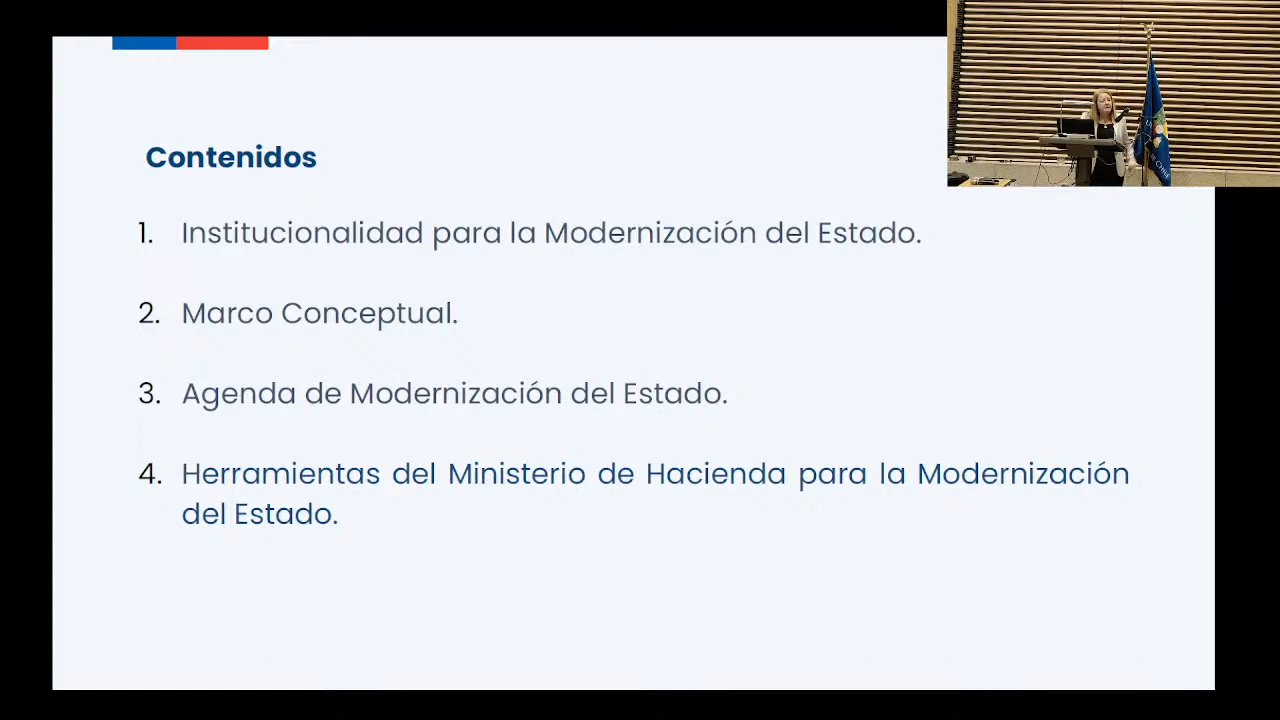 Contenidos
1. Institucionalidad para la Modernización del Estado.
2. Marco Conceptual.
3. Agenda de Modernización del Estado.
4. Herramientas del Ministerio de Hacienda para la Modernización
del Estado.